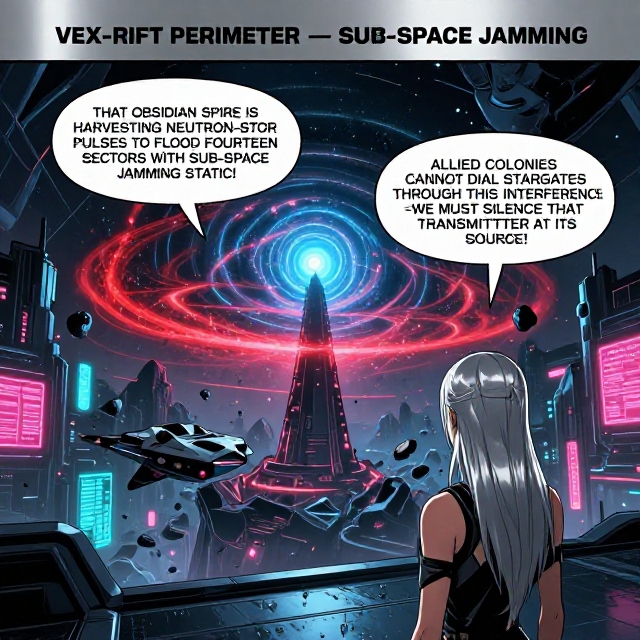 VEX-RIFT PERIMETER — SUB-SPACE JAMMING
THAT OBSIDIAN SPIRE IS
HARVESTING NEUTRON-STOR
PULSES TO FLOOD FOURTEEN
SECTORS WITH SUB-SPACE
JAMMING STATIC!
ALLIED COLONIES
CANNOT DIAL STARGATES
THROUGH THIS INTERFERENCE
-WE MUST SILENCE THAT
TRANSMITTTER AT ITS
SOURCE!